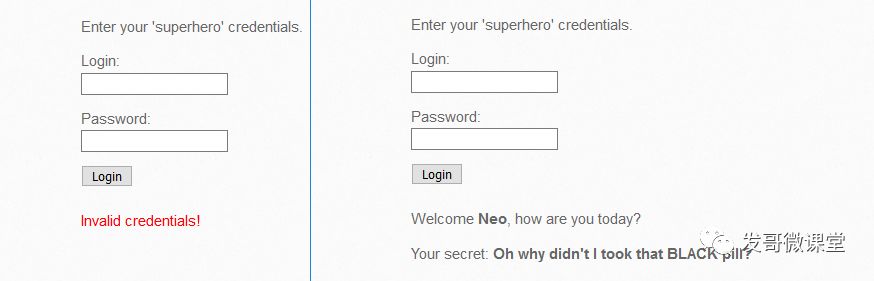 Enter your 'superhero' credentials.
Login:
Password:
Login
Invalid credentials!
Enter your 'superhero' credentials.
Login:
Password:
Login
Welcome Neo, how are you today?
Your secret: Oh why didn't I took that BLACK pill?
发哥微课堂